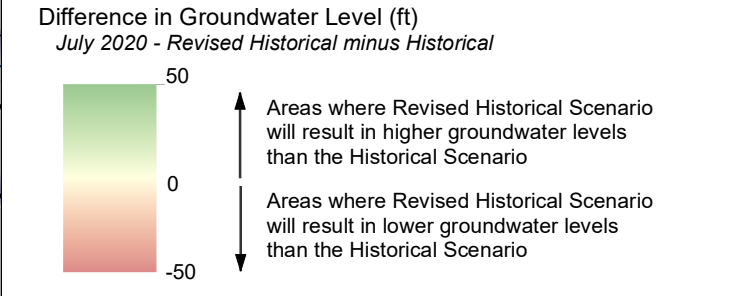 Difference in Groundwater Level (ft)
July 2020 - Revised Historical minus Historical
50
Areas where Revised Historical Scenario
will result in higher groundwater levels
than the Historical Scenario
0
Areas where Revised Historical Scenario
will result in lower groundwater levels
than the Historical Scenario
-50